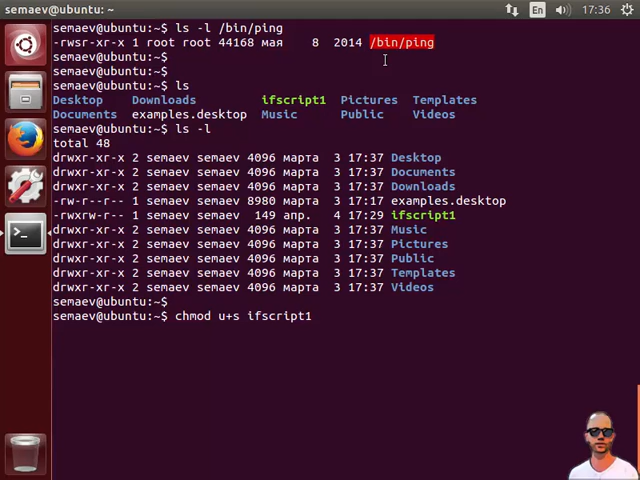 semaev@ubuntu: ~
En
17:36
semaev@ubuntu:~$ ls -l /bin/ping
-rwsr-xr-x 1 root root 44168 мая    8  2014 /bin/ping
semaev@ubuntu:~$
semaev@ubuntu:~$
semaev@ubuntu:~$ ls
Desktop    Downloads         ifscript1  Pictures  Templates
Documents  examples.desktop  Music      Public    Videos
semaev@ubuntu:~$ ls -l
total 48
drwxr-xr-x 2 semaev semaev 4096 марта  3 17:37 Desktop
drwxr-xr-x 2 semaev semaev 4096 марта  3 17:37 Documents
drwxr-xr-x 2 semaev semaev 4096 марта  3 17:37 Downloads
-rw-r--r-- 1 semaev semaev 8980 марта  3 17:17 examples.desktop
-rwxrw-r-- 1 semaev semaev  149 апр.   4 17:29 ifscript1
drwxr-xr-x 2 semaev semaev 4096 марта  3 17:37 Music
drwxr-xr-x 2 semaev semaev 4096 марта  3 17:37 Pictures
drwxr-xr-x 2 semaev semaev 4096 марта  3 17:37 Public
drwxr-xr-x 2 semaev semaev 4096 марта  3 17:37 Templates
drwxr-xr-x 2 semaev semaev 4096 марта  3 17:37 Videos
semaev@ubuntu:~$
semaev@ubuntu:~$ chmod u+s ifscript1